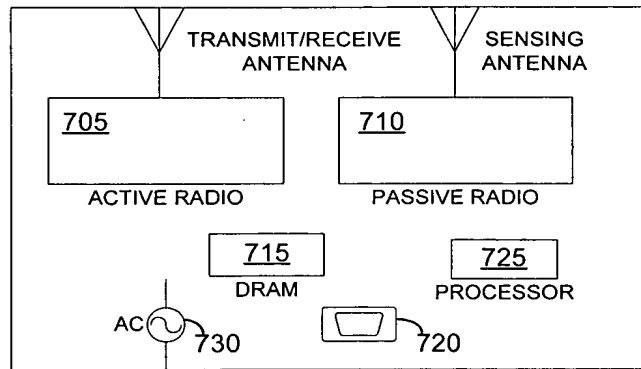 TRANSMIT/RECEIVE
ANTENNA
SENSING
ANTENNA
705
ACTIVE RADIO
710
PASSIVE RADIO
715
DRAM
725
PROCESSOR
AC
730
720